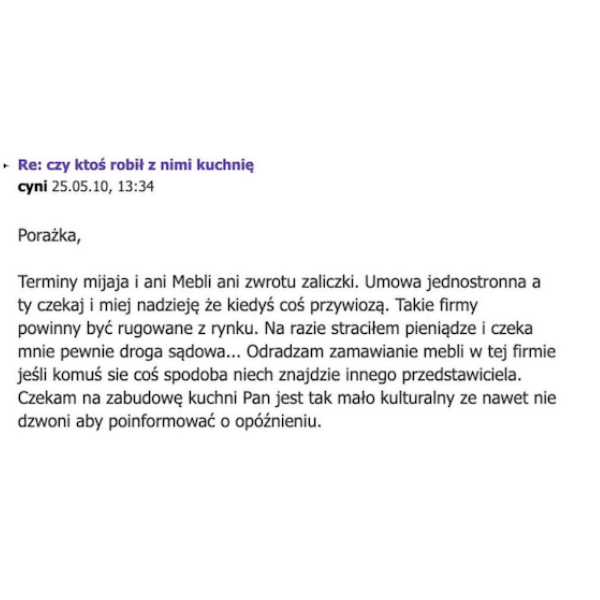 Re: czy ktoś robił z nimi kuchnię
cyni 25.05.10, 13:34
Porażka,
Terminy mijaja i ani Mebli ani zwrotu zaliczki. Umowa jednostronna a
ty czekaj i miej nadzieję że kiedyś coś przywiozą. Takie firmy
powinny być rugowane z rynku. Na razie straciłem pieniądze i czeka
mnie pewnie droga sądowa... Odradzam zamawianie mebli w tej firmie
jeśli komuś sie coś spodoba niech znajdzie innego przedstawiciela.
Czekam na zabudowę kuchni Pan jest tak mało kulturalny ze nawet nie
dzwoni aby poinformować o opóźnieniu.